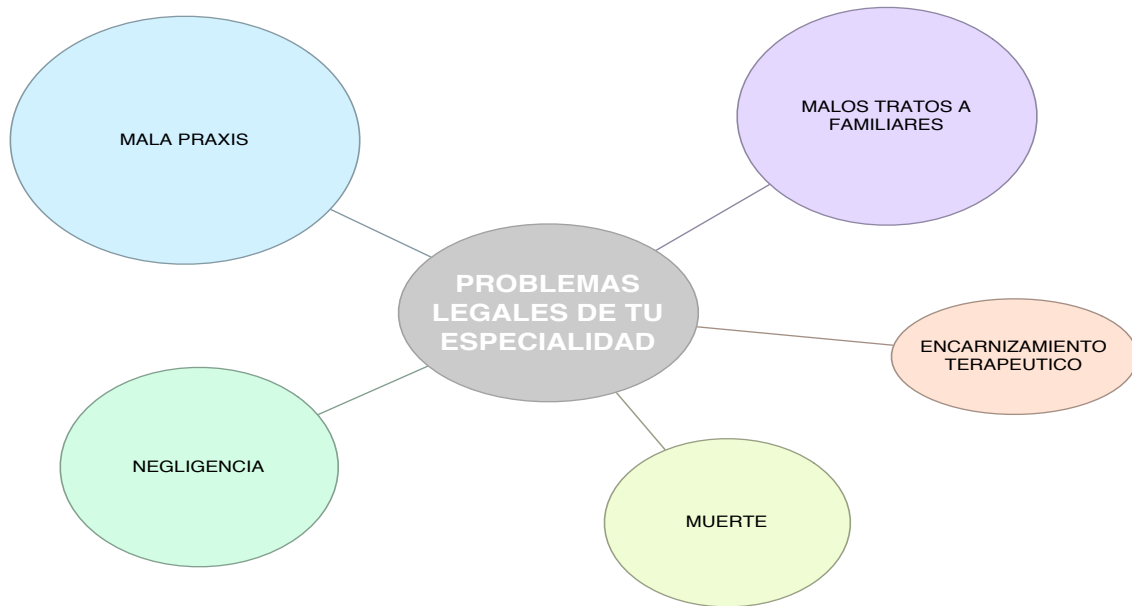 MALA PRAXIS
MALOS TRATOS A
FAMILIARES
PROBLEMAS
LEGALES DE TU
ESPECIALIDAD
ENCARNIZAMIENTO
TERAPEUTICO
NEGLIGENCIA
MUERTE